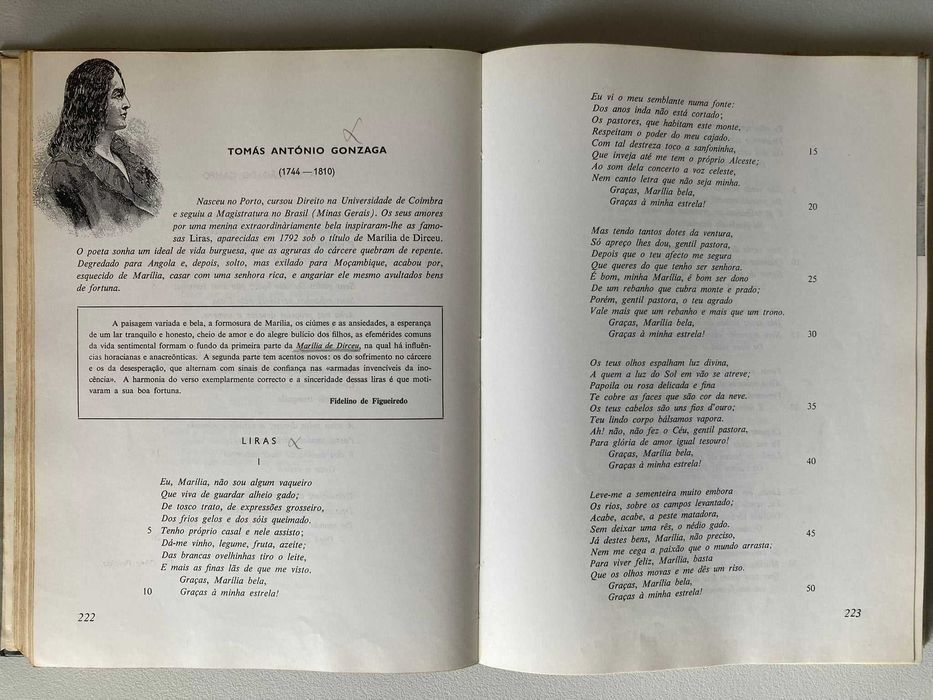 TOMÁS ANTÓNIO GONZAGA
(1744 — 1810)
Nasceu no Porto, cursou Direito na Universidade de Coimbra
e seguiu a Magistratura no Brasil (Minas Gerais). Os seus amores
por uma menina extraordinàriamente bela inspiraram-lhe as famo-
sas Liras, aparecidas em 1792 sob o título de Marília de Dirceu.
O poeta sonha um ideal de vida burguesa, que as agruras do cárcere quebram de repente.
Degredado para Angola e, depois, solto, mas exilado para Moçambique, acabou por,
esquecido de Marília, casar com uma senhora rica, e angariar ele mesmo avultados bens
de fortuna.
A paisagem variada e bela, a formosura de Marília, os ciúmes e as ansiedades, a esperança
de um lar tranquilo e honesto, cheio de amor e do alegre bulício dos filhos, as efemérides comuns
da vida sentimental formam o fundo da primeira parte da Marília de Dirceu, na qual há influên-
cias horacianas e anacreônticas. A segunda parte tem acentos novos: os do sofrimento no cárcere
e os da desesperação, que alternam com sinais de confiança nas «armadas invencíveis da ino-
cência». A harmonia do verso exemplarmente correcto e a sinceridade dessas liras é que moti-
varam a sua boa fortuna.
Fidelino de Figueiredo
LIRAS
I
Eu, Marília, não sou algum vaqueiro
Que viva de guardar alheio gado;
De tosco trato, de expressões grosseiro,
Dos frios gelos e dos sóis queimado.
5 Tenho próprio casal e nele assisto;
Dá-me vinho, legume, fruta, azeite;
Das brancas ovelhinhas tiro o leite,
E mais as finas lãs de que me visto.
Graças, Marília bela,
10 Graças à minha estrela!
222
Eu vi o meu semblante numa fonte:
Dos anos inda não está cortado;
Os pastores, que habitam este monte,
Respeitam o poder do meu cajado.
Com tal destreza toco a sanfoninha, 15
Que inveja até me tem o próprio Alceste;
Ao som dela concerto a voz celeste,
Nem canto letra que não seja minha.
Graças, Marília bela,
Graças à minha estrela! 20
Mas tendo tantos dotes da ventura,
Só apreço lhes dou, gentil pastora,
Depois que o teu afecto me segura
Que queres do que tenho ser senhora.
É bom, minha Marília, é bom ser dono 25
De um rebanho que cubra monte e prado;
Porém, gentil pastora, o teu agrado
Vale mais que um rebanho e mais que um trono.
Graças, Marília bela,
Graças à minha estrela! 30
Os teus olhos espalham luz divina,
A quem a luz do Sol em vão se atreve;
Papoila ou rosa delicada e fina
Te cobre as faces que são cor da neve.
Os teus cabelos são uns fios d'ouro; 35
Teu lindo corpo bálsamos vapora.
Ah! não, não fez o Céu, gentil pastora,
Para glória de amor igual tesouro!
Graças, Marília bela,
Graças à minha estrela! 40
Leve-me a sementeira muito embora
Os rios, sobre os campos levantado;
Acabe, acabe, a peste matadora,
Sem deixar uma rês, o nédio gado.
Já destes bens, Marília, não preciso, 45
Nem me cega a paixão que o mundo arrasta;
Para viver feliz, Marília, basta
Que os olhos movas e me dês um riso.
Graças, Marília bela,
Graças à minha estrela! 50
223